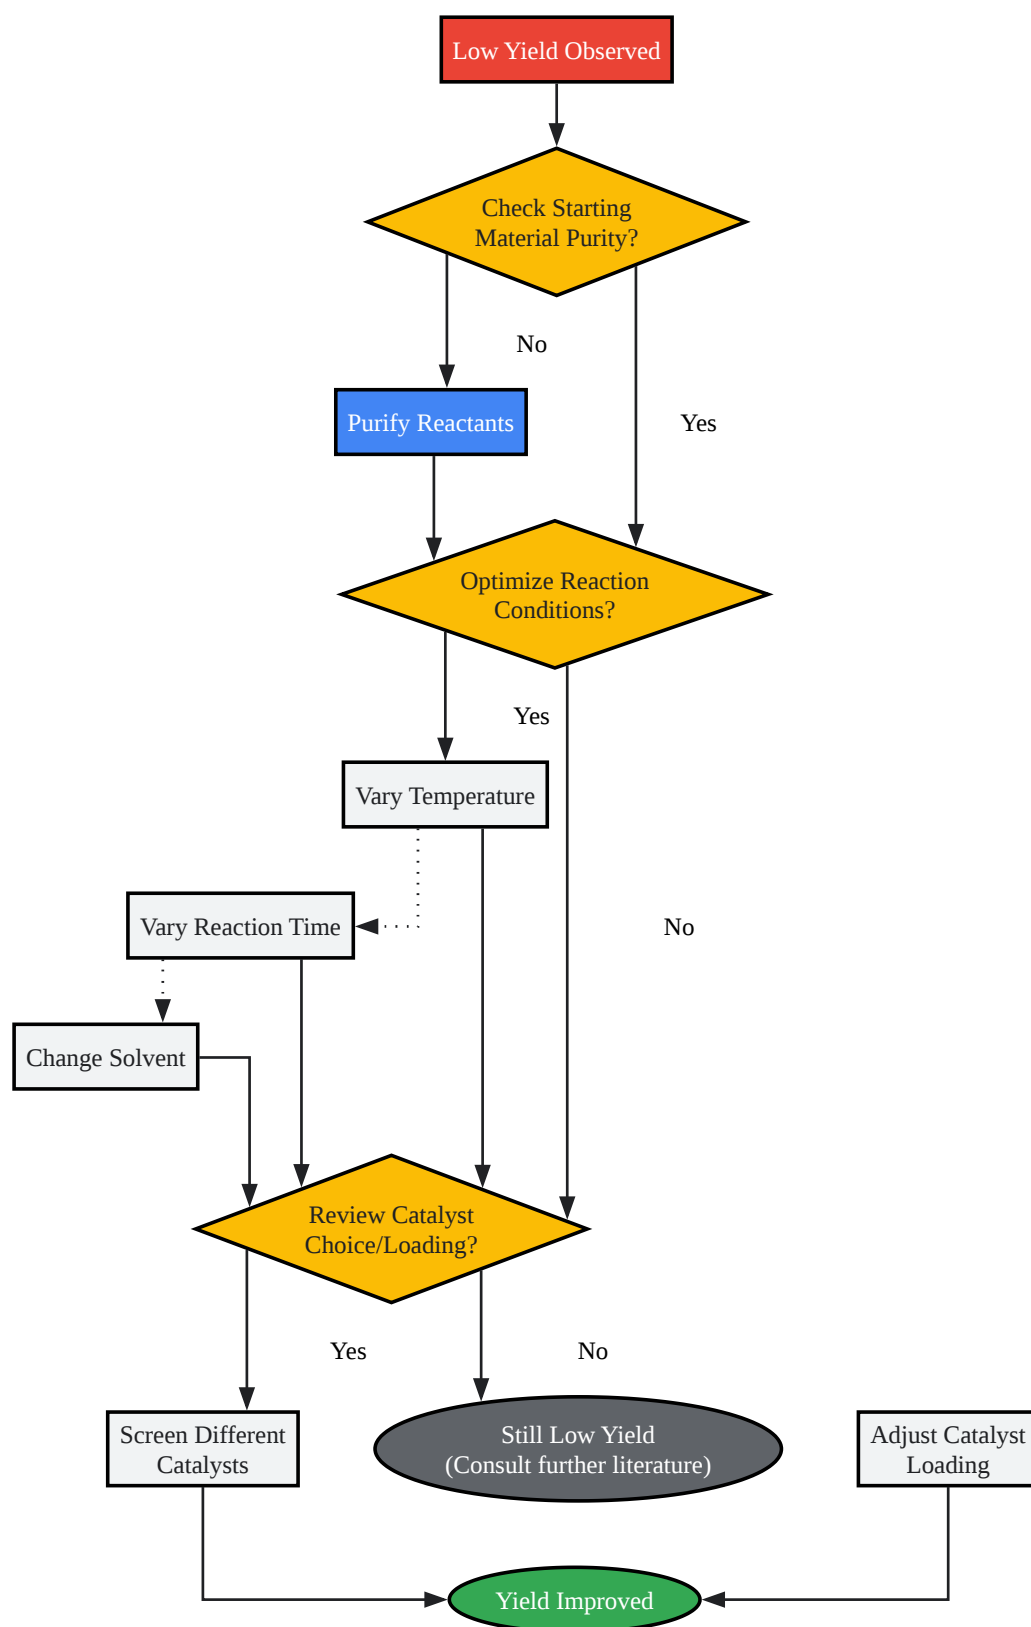 Low Yield Observed
Check Starting
Material Purity?
No
Purify Reactants
Yes
Optimize Reaction
Conditions?
Yes
Vary Temperature
Vary Reaction Time
No
Change Solvent
Review Catalyst
Choice/Loading?
Yes
No
Screen Different
Catalysts
Still Low Yield
(Consult further literature)
Adjust Catalyst
Loading
Yield Improved